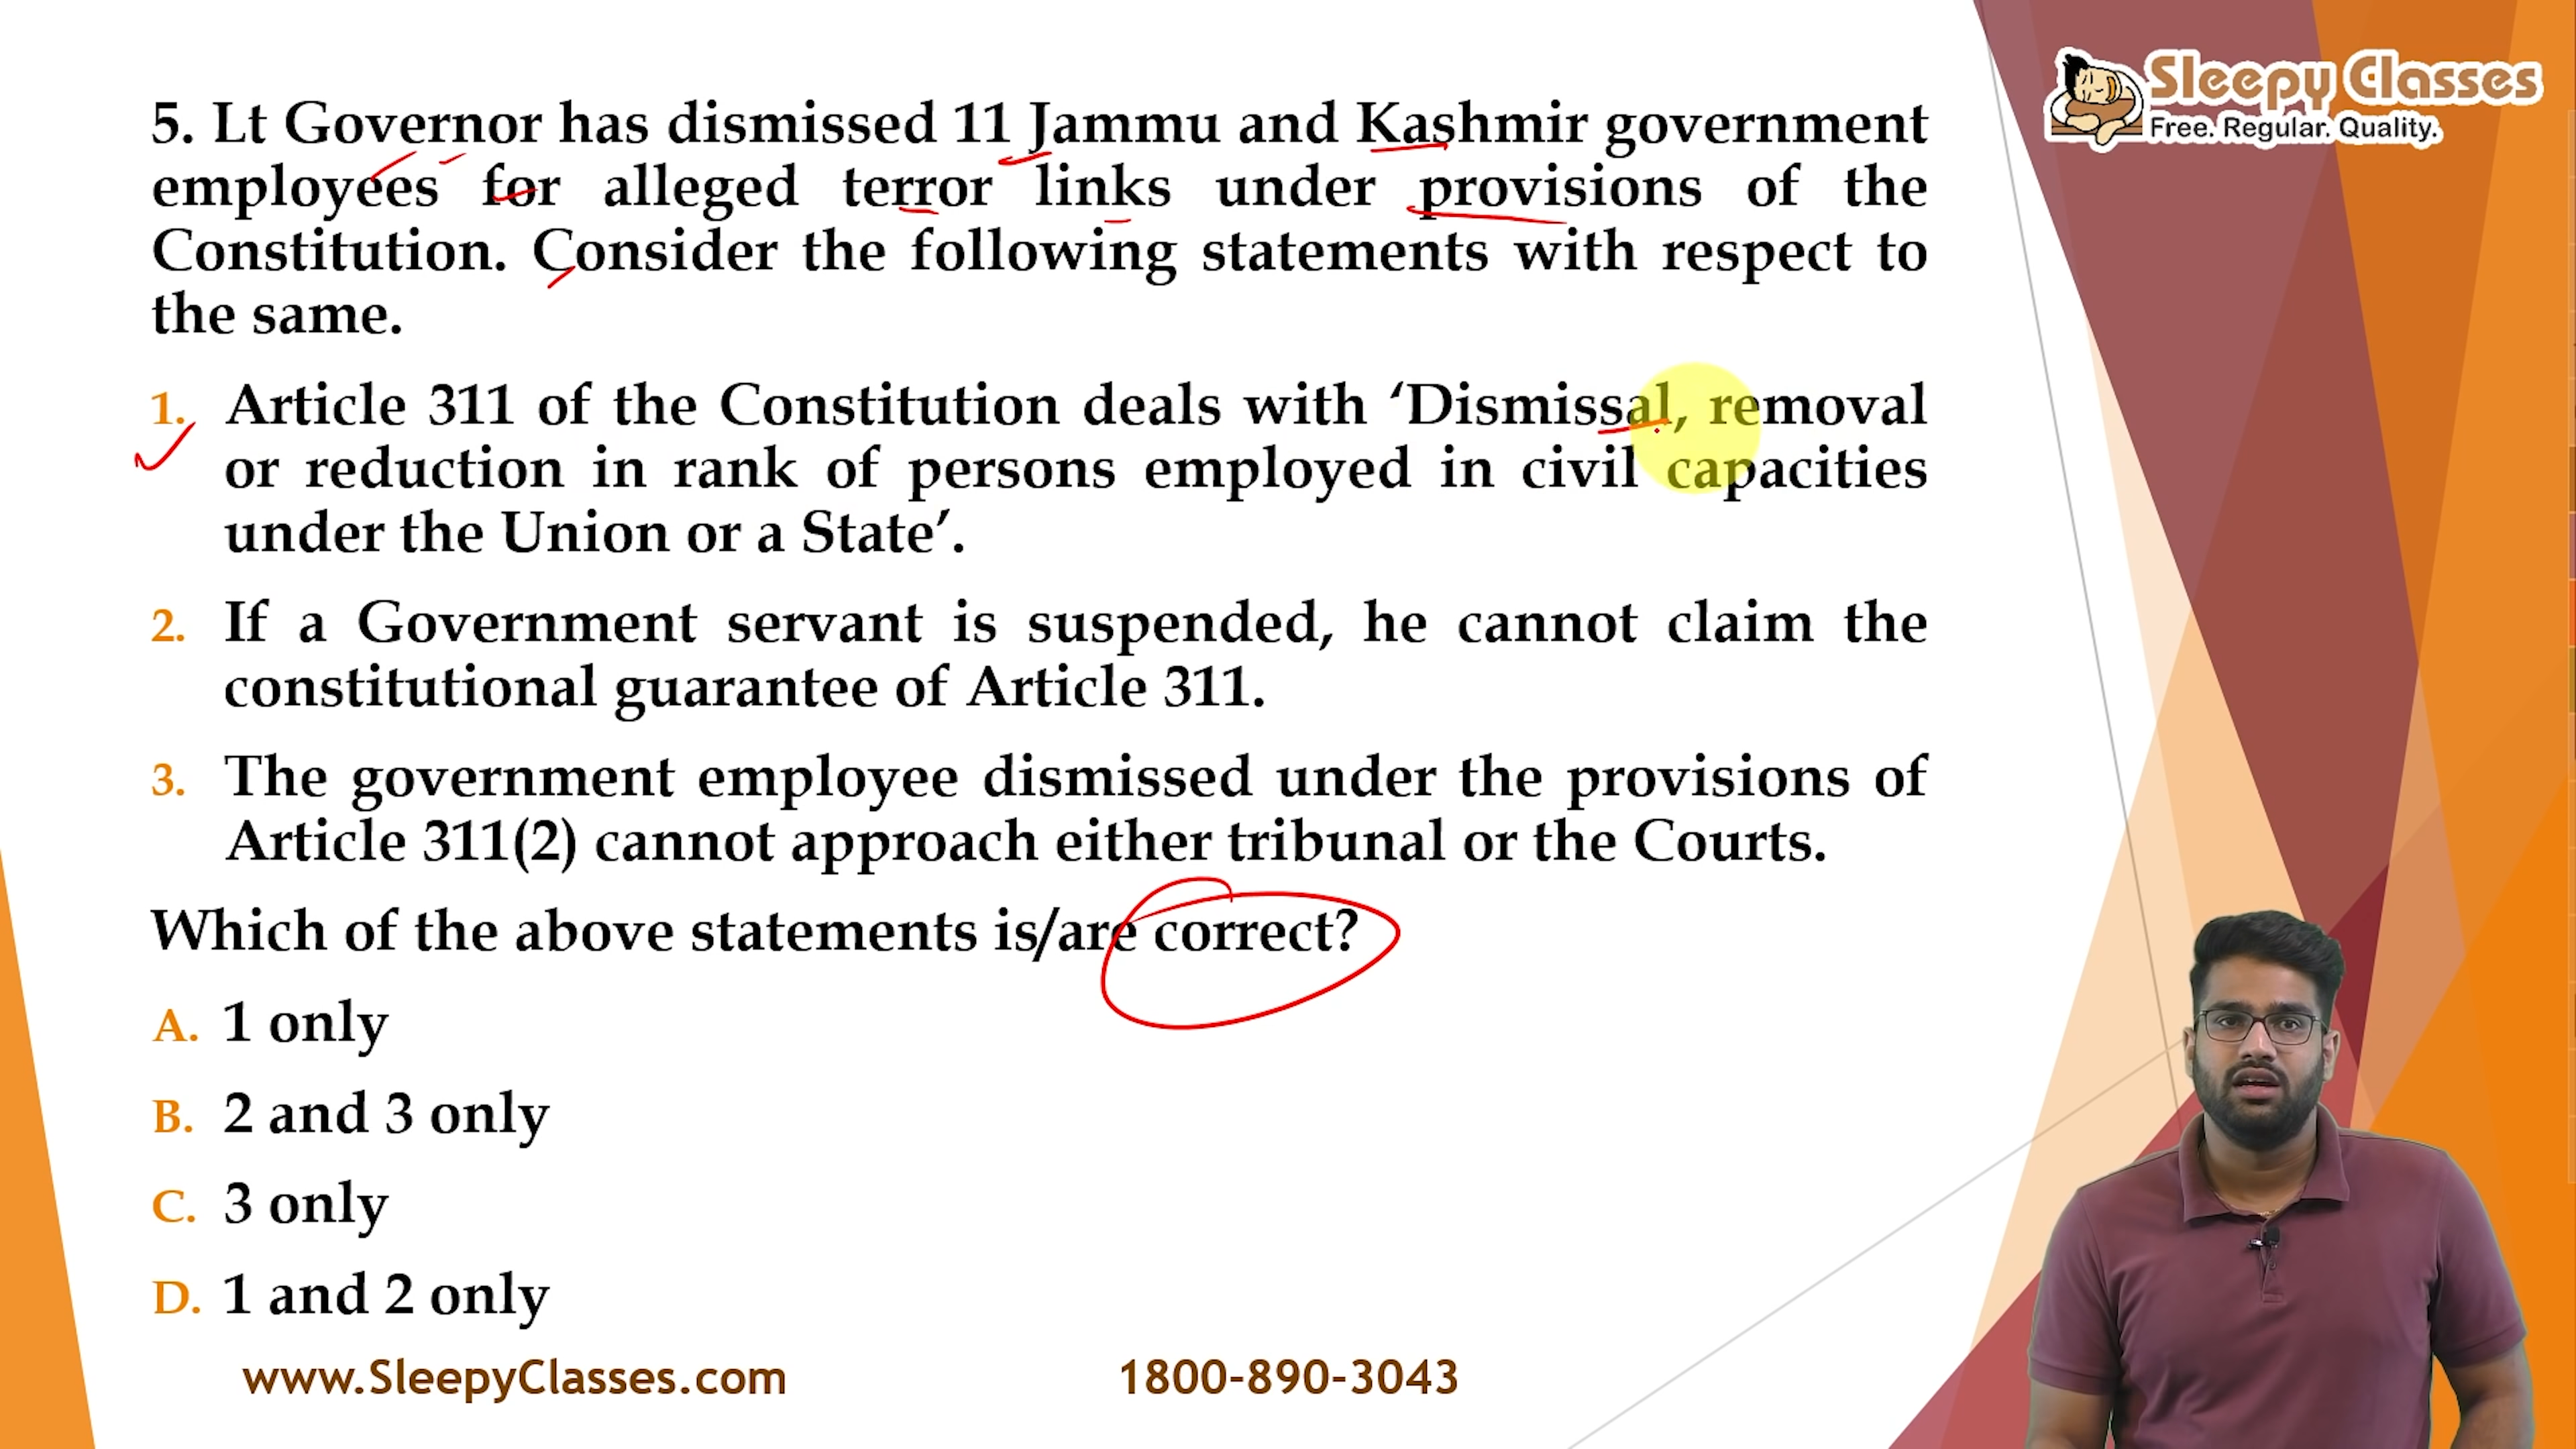 Sleepy Classes
Free. Regular. Quality.
5. Lt Governor has dismissed 11 Jammu and Kashmir government
employees for alleged terror links under provisions of the
Constitution. Consider the following statements with respect to
the same.
1. Article 311 of the Constitution deals with ‘Dismissal, removal
or reduction in rank of persons employed in civil capacities
under the Union or a State’.
2. If a Government servant is suspended, he cannot claim the
constitutional guarantee of Article 311.
3. The government employee dismissed under the provisions of
Article 311(2) cannot approach either tribunal or the Courts.
Which of the above statements is/are correct?
A. 1 only
B. 2 and 3 only
C. 3 only
D. 1 and 2 only
www.SleepyClasses.com
1800-890-3043